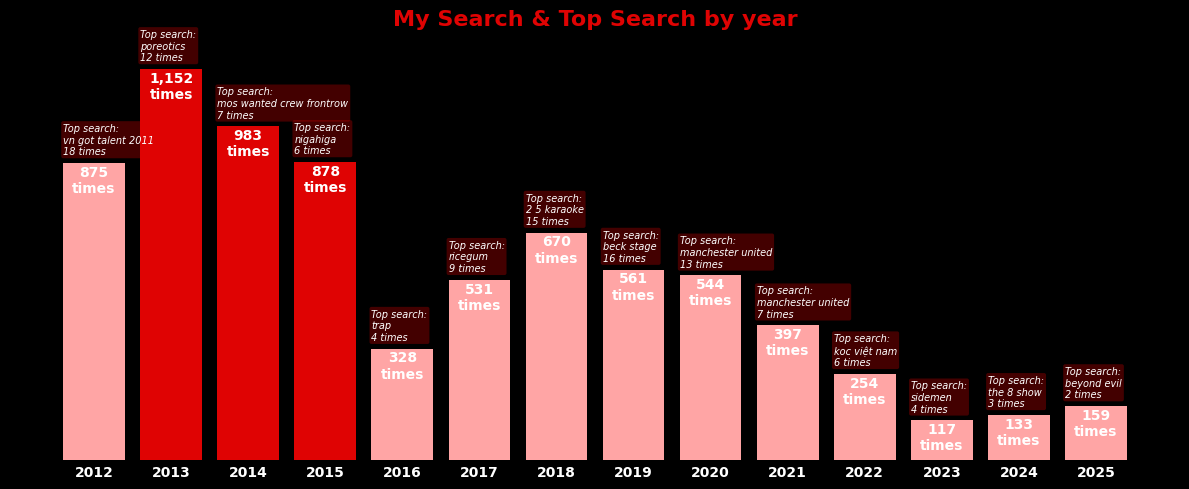 My Search & Top Search by year
Top search:
vn got talent 2011
18 times
875
times
Top search:
poreotics
12 times
1,152
times
Top search:
mos wanted crew frontrow
7 times
983
times
Top search:
nigahiga
6 times
878
times
Top search:
trap
4 times
328
times
Top search:
ricegum
9 times
531
times
Top search:
2 5 karaoke
15 times
670
times
Top search:
beck stage
16 times
561
times
Top search:
manchester united
13 times
544
times
Top search:
manchester united
7 times
397
times
Top search:
koc việt nam
6 times
254
times
Top search:
sidemen
4 times
117
times
Top search:
the 8 show
3 times
133
times
Top search:
beyond evil
2 times
159
times
2012 2013 2014 2015 2016 2017 2018 2019 2020 2021 2022 2023 2024 2025